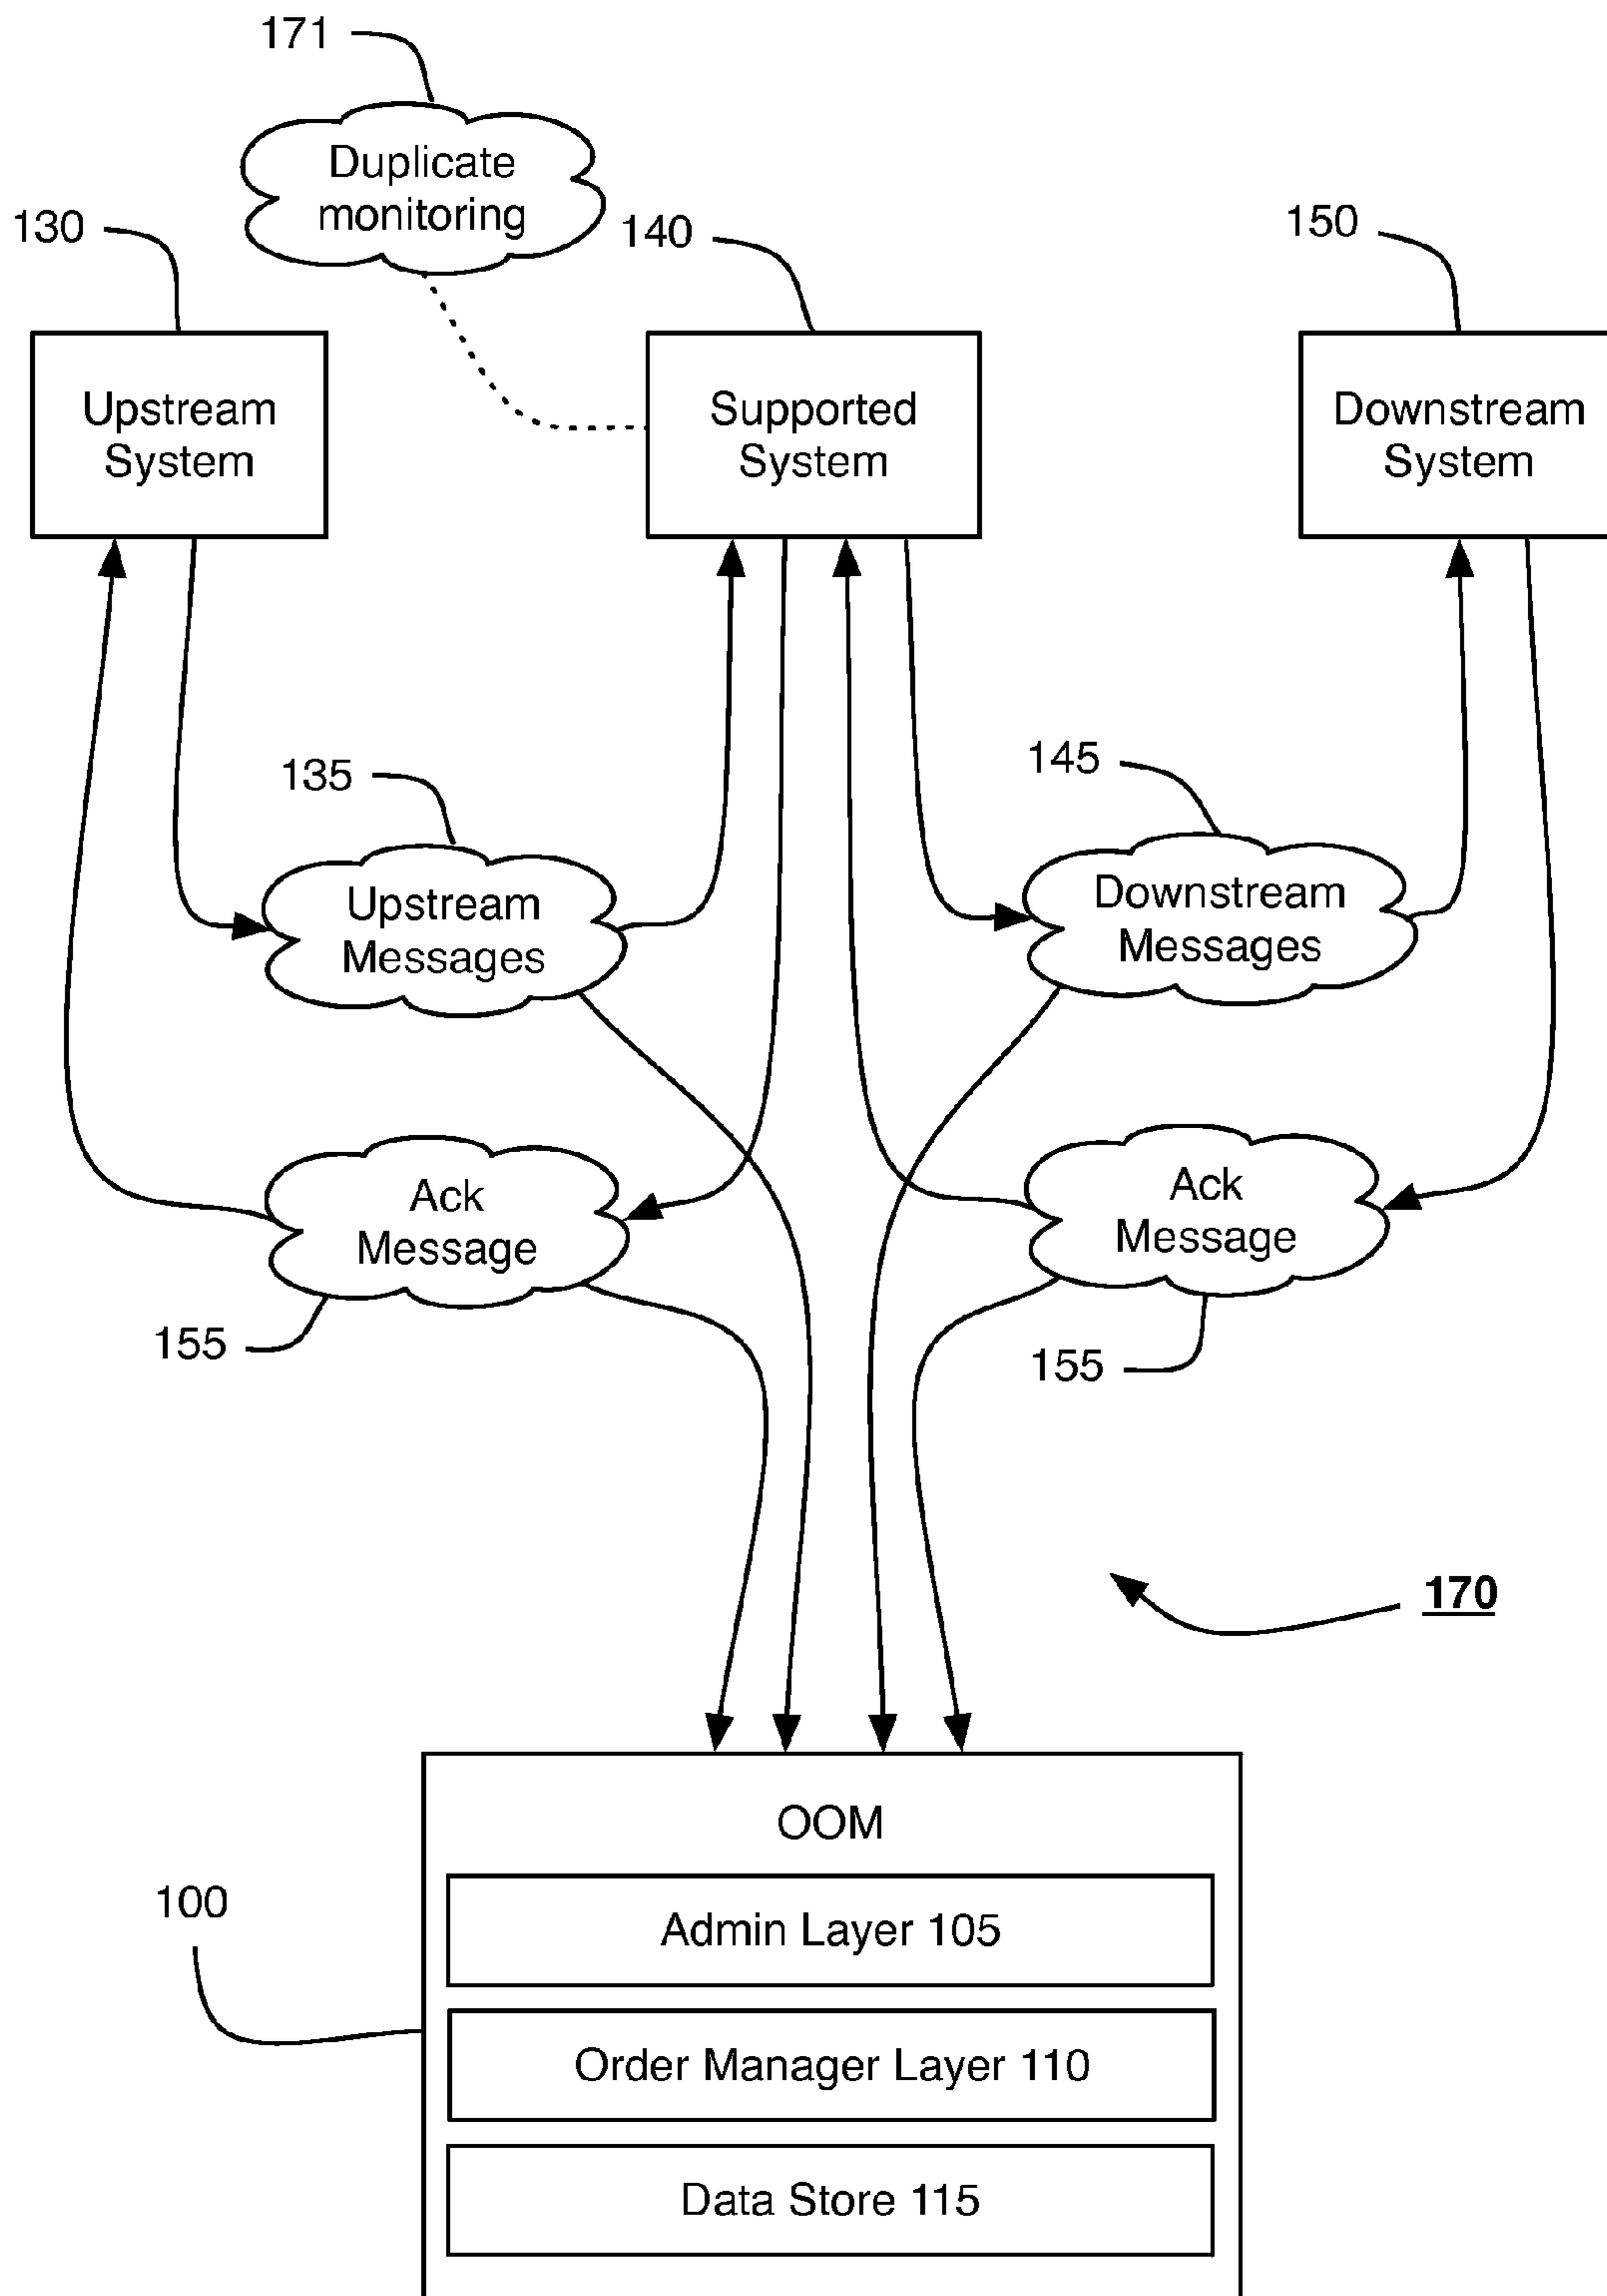 171
Duplicate
monitoring
130
140
150
Upstream
System
Supported
System
Downstream
System
135
145
Upstream
Messages
Downstream
Messages
Ack
Message
Ack
Message
155
155
170
OOM
100
Admin Layer 105
Order Manager Layer 110
Data Store 115